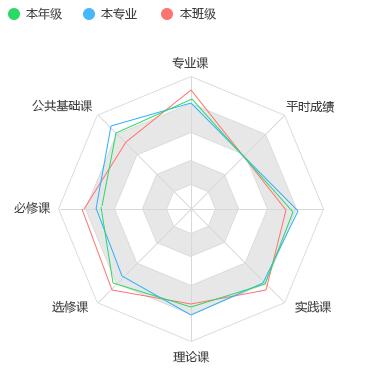 本年级 本专业 本班级
专业课
公共基础课 平时成绩
必修课
选修课 实践课
理论课